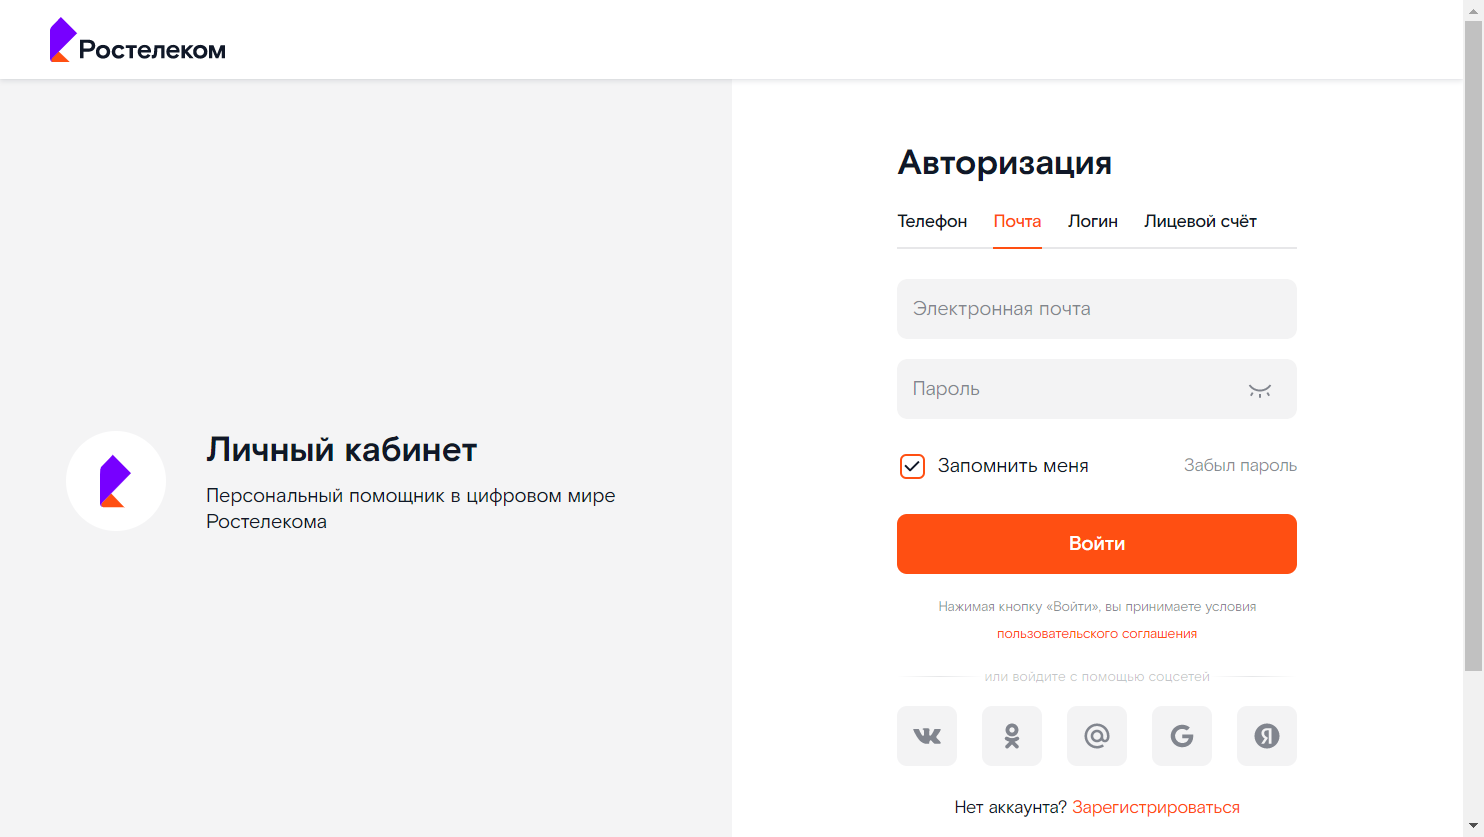 Ростелеком
Личный кабинет
Персональный помощник в цифровом мире
Ростелекома
Авторизация
Телефон Почта Логин Лицевой счёт
Электронная почта
Пароль
Запомнить меня Забыл пароль
Войти
Нажимая кнопку «Войти», вы принимаете условия
пользовательского соглашения
или войдите с помощью соцсетей
Нет аккаунта? Зарегистрироваться